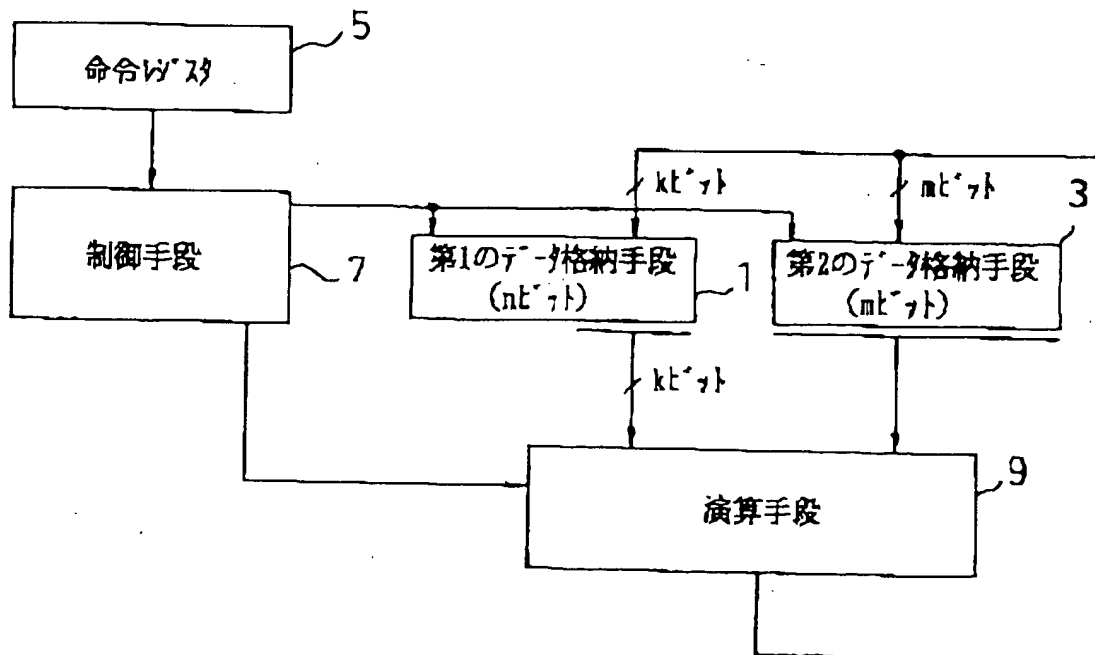 5
命令レジスタ
kビット
mビット
3
制御手段
7
第1のデータ格納手段
(nビット)
1
第2のデータ格納手段
(mビット)
kビット
9
演算手段